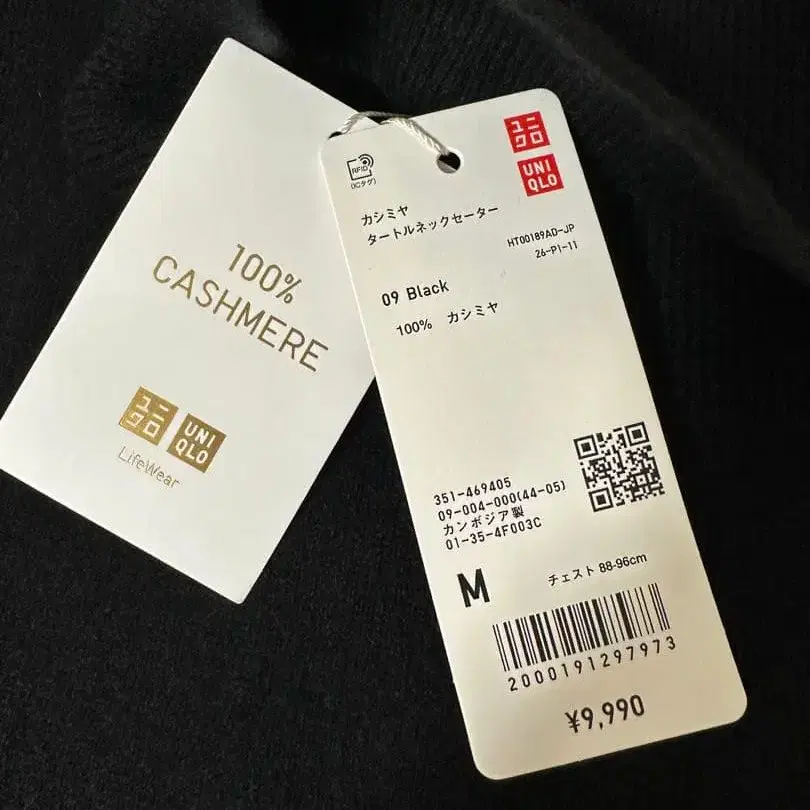 100%
CASHMERE
ユニ
クロ
UNI
QLO
LifeWear
RFID
(ICタグ)
ユニ
クロ
UNI
QLO
カシミヤ
タートルネックセーター
HT00189AD-JP
26-P1-11
09 Black
100% カシミヤ
351-469405
09-004-000(44-05)
カンボジア製
01-35-4F003C
M
チェスト 88-96cm
2000191297973
¥9,990